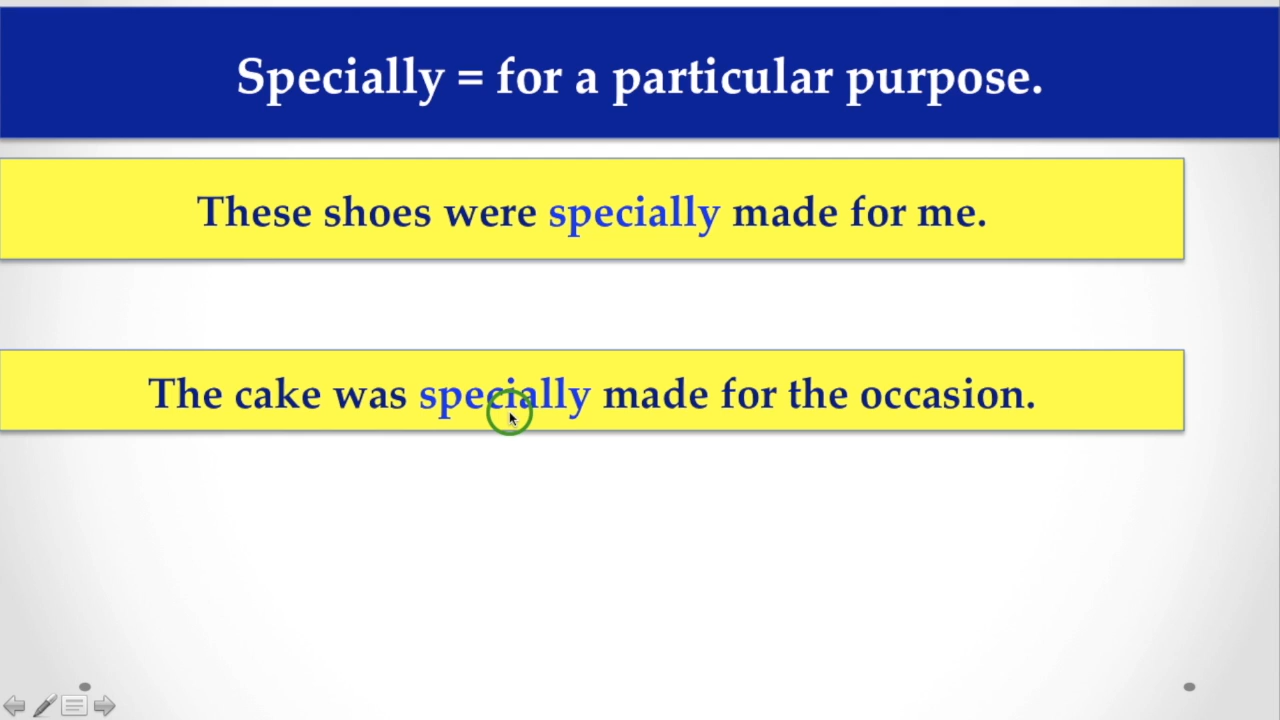 Specially = for a particular purpose.
These shoes were specially made for me.
The cake was specially made for the occasion.